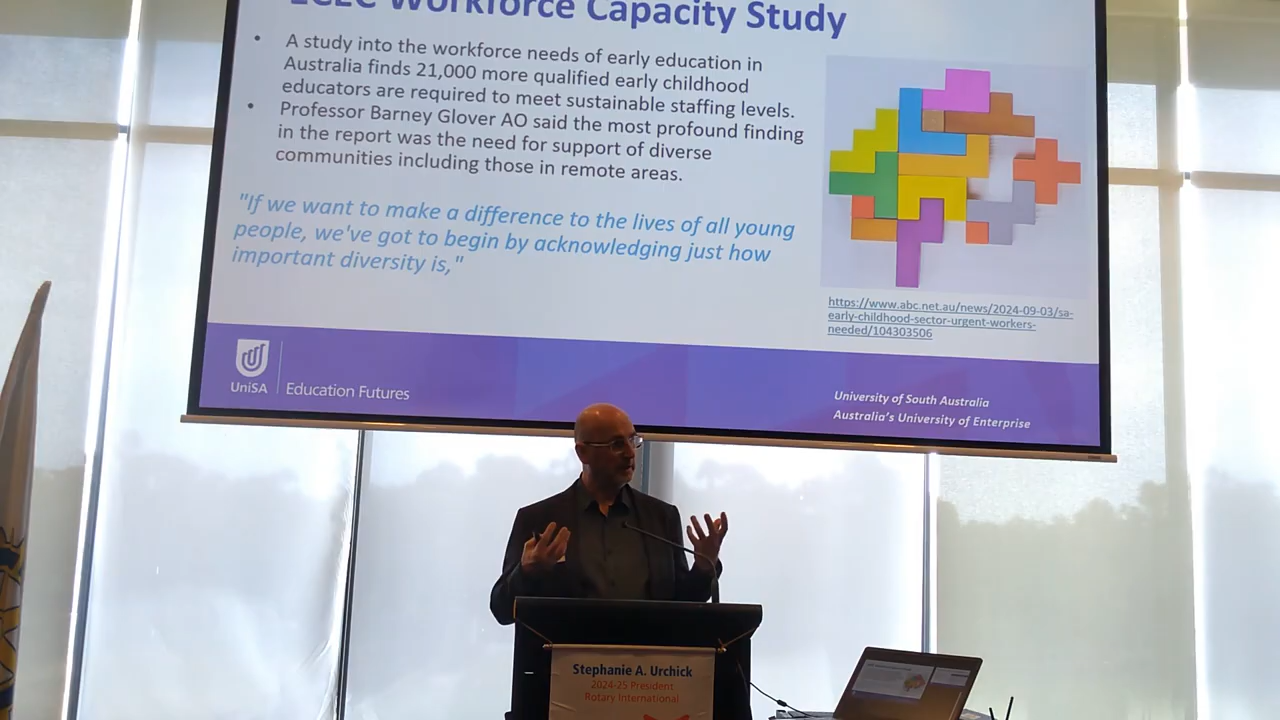 Workforce Capacity Study
• A study into the workforce needs of early education in
Australia finds 21,000 more qualified early childhood
educators are required to meet sustainable staffing levels.
• Professor Barney Glover AO said the most profound finding
in the report was the need for support of diverse
communities including those in remote areas.
"If we want to make a difference to the lives of all young
people, we've got to begin by acknowledging just how
important diversity is,"
https://www.abc.net.au/news/2024-09-03/sa-
early-childhood-sector-urgent-workers-
needed/104303506
UniSA
Education Futures
University of South Australia
Australia's University of Enterprise
Stephanie A. Urchick
2024-25 President
Rotary International